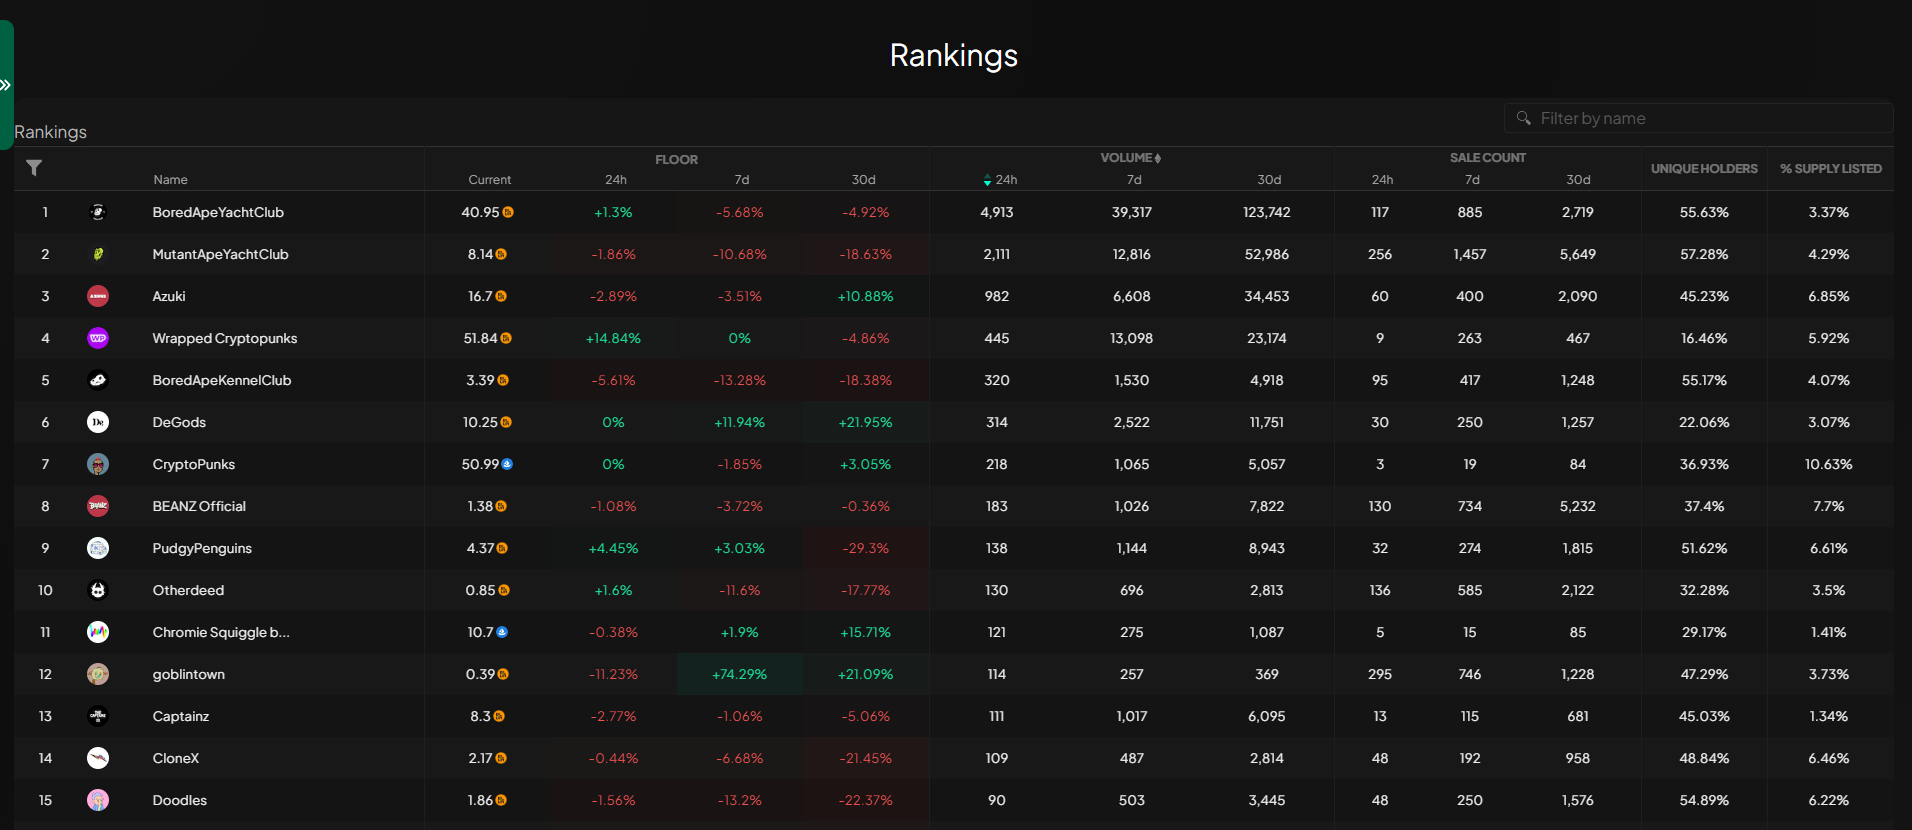 Rankings
Rankings
Filter by name
FLOOR VOLUME SALE COUNT UNIQUE HOLDERS % SUPPLY LISTED
Name Current 24h 7d 30d 24h 7d 30d 24h 7d 30d
1 BoredApeYachtClub 40.95 +1.3% -5.68% -4.92% 4,913 39,317 123,742 117 885 2,719 55.63% 3.37%
2 MutantApeYachtClub 8.14 -1.86% -10.68% -18.63% 2,111 12,816 52,986 256 1,457 5,649 57.28% 4.29%
3 Azuki 16.7 -2.89% -3.51% +10.88% 982 6,608 34,453 60 400 2,090 45.23% 6.85%
4 WP Wrapped Cryptopunks 51.84 +14.84% 0% -4.86% 445 13,098 23,174 9 263 467 16.46% 5.92%
5 BoredApeKennelClub 3.39 -5.61% -13.28% -18.38% 320 1,530 4,918 95 417 1,248 55.17% 4.07%
6 DeGods 10.25 0% +11.94% +21.95% 314 2,522 11,751 30 250 1,257 22.06% 3.07%
7 CryptoPunks 50.99 0% -1.85% +3.05% 218 1,065 5,057 3 19 84 36.93% 10.63%
8 BEANZ Official 1.38 -1.08% -3.72% -0.36% 183 1,026 7,822 130 734 5,232 37.4% 7.7%
9 PudgyPenguins 4.37 +4.45% +3.03% -29.3% 138 1,144 8,943 32 274 1,815 51.62% 6.61%
10 Otherdeed 0.85 +1.6% -11.6% -17.77% 130 696 2,813 136 585 2,122 32.28% 3.5%
11 Chromie Squiggle b... 10.7 -0.38% +1.9% +15.71% 121 275 1,087 5 15 85 29.17% 1.41%
12 goblintown 0.39 -11.23% +74.29% +21.09% 114 257 369 295 746 1,228 47.29% 3.73%
13 Captainz 8.3 -2.77% -1.06% -5.06% 111 1,017 6,095 13 115 681 45.03% 1.34%
14 CloneX 2.17 -0.44% -6.68% -21.45% 109 487 2,814 48 192 958 48.84% 6.46%
15 Doodles 1.86 -1.56% -13.2% -22.37% 90 503 3,445 48 250 1,576 54.89% 6.22%